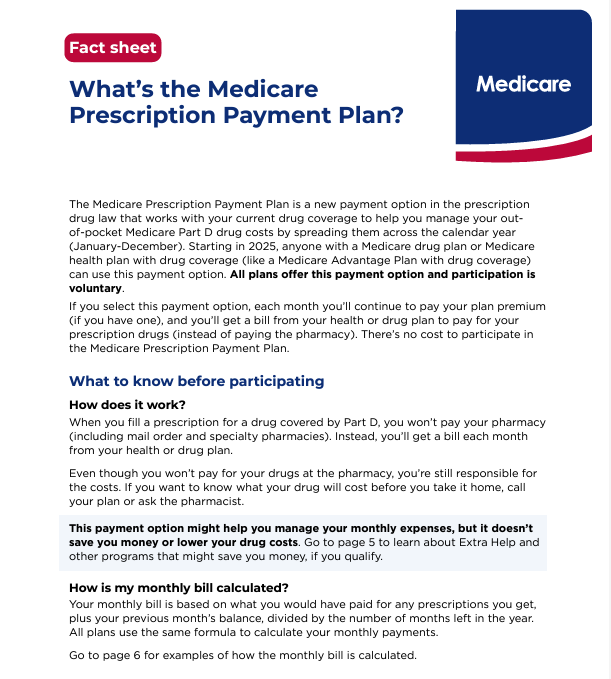 Fact sheet
What's the Medicare
Prescription Payment Plan?
Medicare
The Medicare Prescription Payment Plan is a new payment option in the prescription
drug law that works with your current drug coverage to help you manage your out-
of-pocket Medicare Part D drug costs by spreading them across the calendar year
(January-December). Starting in 2025, anyone with a Medicare drug plan or Medicare
health plan with drug coverage (like a Medicare Advantage Plan with drug coverage)
can use this payment option. All plans offer this payment option and participation is
voluntary.
If you select this payment option, each month you'll continue to pay your plan premium
(if you have one), and you'll get a bill from your health or drug plan to pay for your
prescription drugs (instead of paying the pharmacy). There's no cost to participate in
the Medicare Prescription Payment Plan.
What to know before participating
How does it work?
When you fill a prescription for a drug covered by Part D, you won't pay your pharmacy
(including mail order and specialty pharmacies). Instead, you'll get a bill each month
from your health or drug plan.
Even though you won't pay for your drugs at the pharmacy, you're still responsible for
the costs. If you want to know what your drug will cost before you take it home, call
your plan or ask the pharmacist.
This payment option might help you manage your monthly expenses, but it doesn't
save you money or lower your drug costs. Go to page 5 to learn about Extra Help and
other programs that might save you money, if you qualify.
How is my monthly bill calculated?
Your monthly bill is based on what you would have paid for any prescriptions you get,
plus your previous month's balance, divided by the number of months left in the year.
All plans use the same formula to calculate your monthly payments.
Go to page 6 for examples of how the monthly bill is calculated.